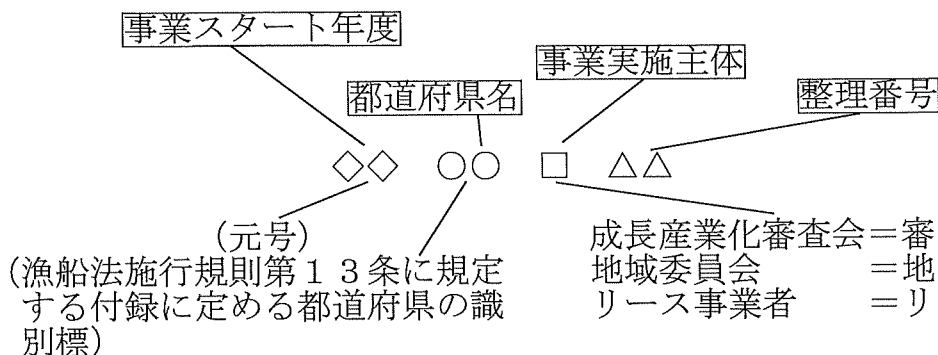 事業スタート年度
事業実施主体
都道府県名
整理番号
◇◇ ○○ □ △△
(元号)
(漁船法施行規則第13条に規定
する付録に定める都道府県の識
別標)
成長産業化審査会=審
地域委員会 =地
リース事業者 =リ